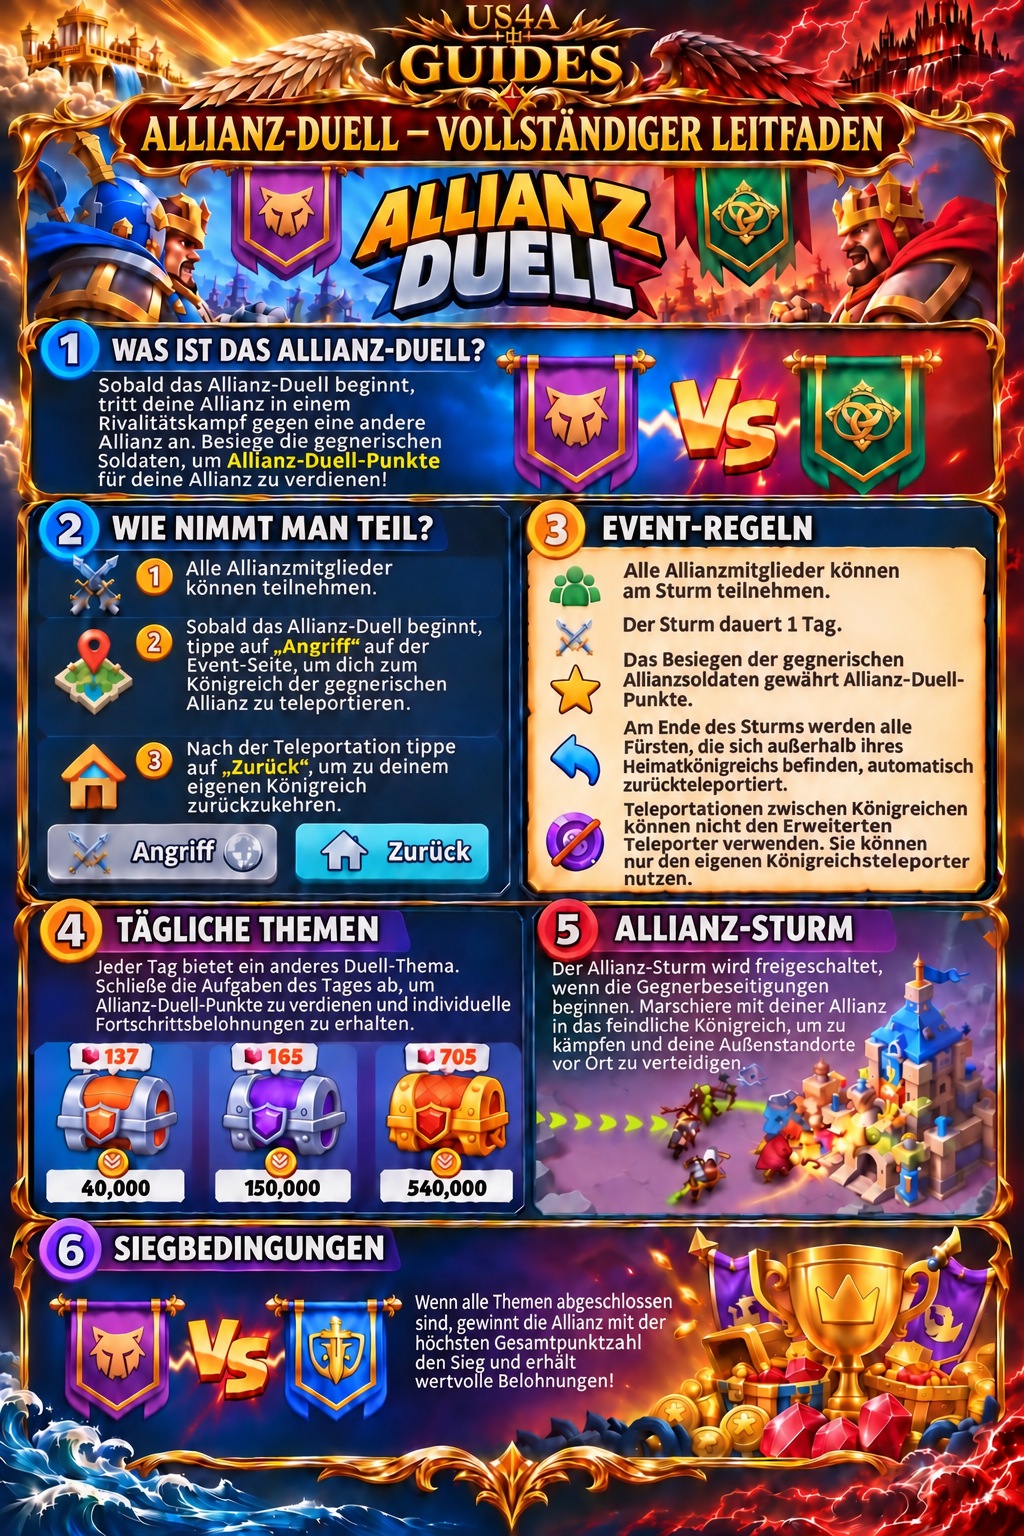 US4A
GUIDES
ALLIANZ-DUELL – VOLLSTÄNDIGER LEITFADEN
ALLIANZ
DUELL
1 WAS IST DAS ALLIANZ-DUELL?
Sobald das Allianz-Duell beginnt,
tritt deine Allianz in einem
Rivalitätskampf gegen eine andere
Allianz an. Besiege die gegnerischen
Soldaten, um Allianz-Duell-Punkte
für deine Allianz zu verdienen!
VS
2 WIE NIMMT MAN TEIL?
1 Alle Allianzmitglieder
können teilnehmen.
2 Sobald das Allianz-Duell beginnt,
tippe auf „Angriff“ auf der
Event-Seite, um dich zum
Königreich der gegnerischen
Allianz zu teleportieren.
3 Nach der Teleportation tippe
auf „Zurück“, um zu deinem
eigenen Königreich
zurückzukehren.
Angriff
Zurück
3 EVENT-REGELN
Alle Allianzmitglieder können
am Sturm teilnehmen.
Der Sturm dauert 1 Tag.
Das Besiegen der gegnerischen
Allianzsoldaten gewährt Allianz-Duell-
Punkte.
Am Ende des Sturms werden alle
Fürsten, die sich außerhalb ihres
Heimatkönigreichs befinden, automatisch
zurückteleportiert.
Teleportationen zwischen Königreichen
können nicht den Erweiterten
Teleporter verwenden. Sie können
nur den eigenen Königreichsteleporter
nutzen.
4 TÄGLICHE THEMEN
Jeder Tag bietet ein anderes Duell-Thema.
Schließe die Aufgaben des Tages ab, um
Allianz-Duell-Punkte zu verdienen und individuelle
Fortschrittsbelohnungen zu erhalten.
137
165
705
40,000
150,000
540,000
5 ALLIANZ-STURM
Der Allianz-Sturm wird freigeschaltet,
wenn die Gegnerbeseitigungen
beginnen. Marschiere mit deiner Allianz
in das feindliche Königreich, um zu
kämpfen und deine Außenstandorte
vor Ort zu verteidigen.
6 SIEGBEDINGUNGEN
VS
Wenn alle Themen abgeschlossen
sind, gewinnt die Allianz mit der
höchsten Gesamtpunktzahl
den Sieg und erhält
wertvolle Belohnungen!